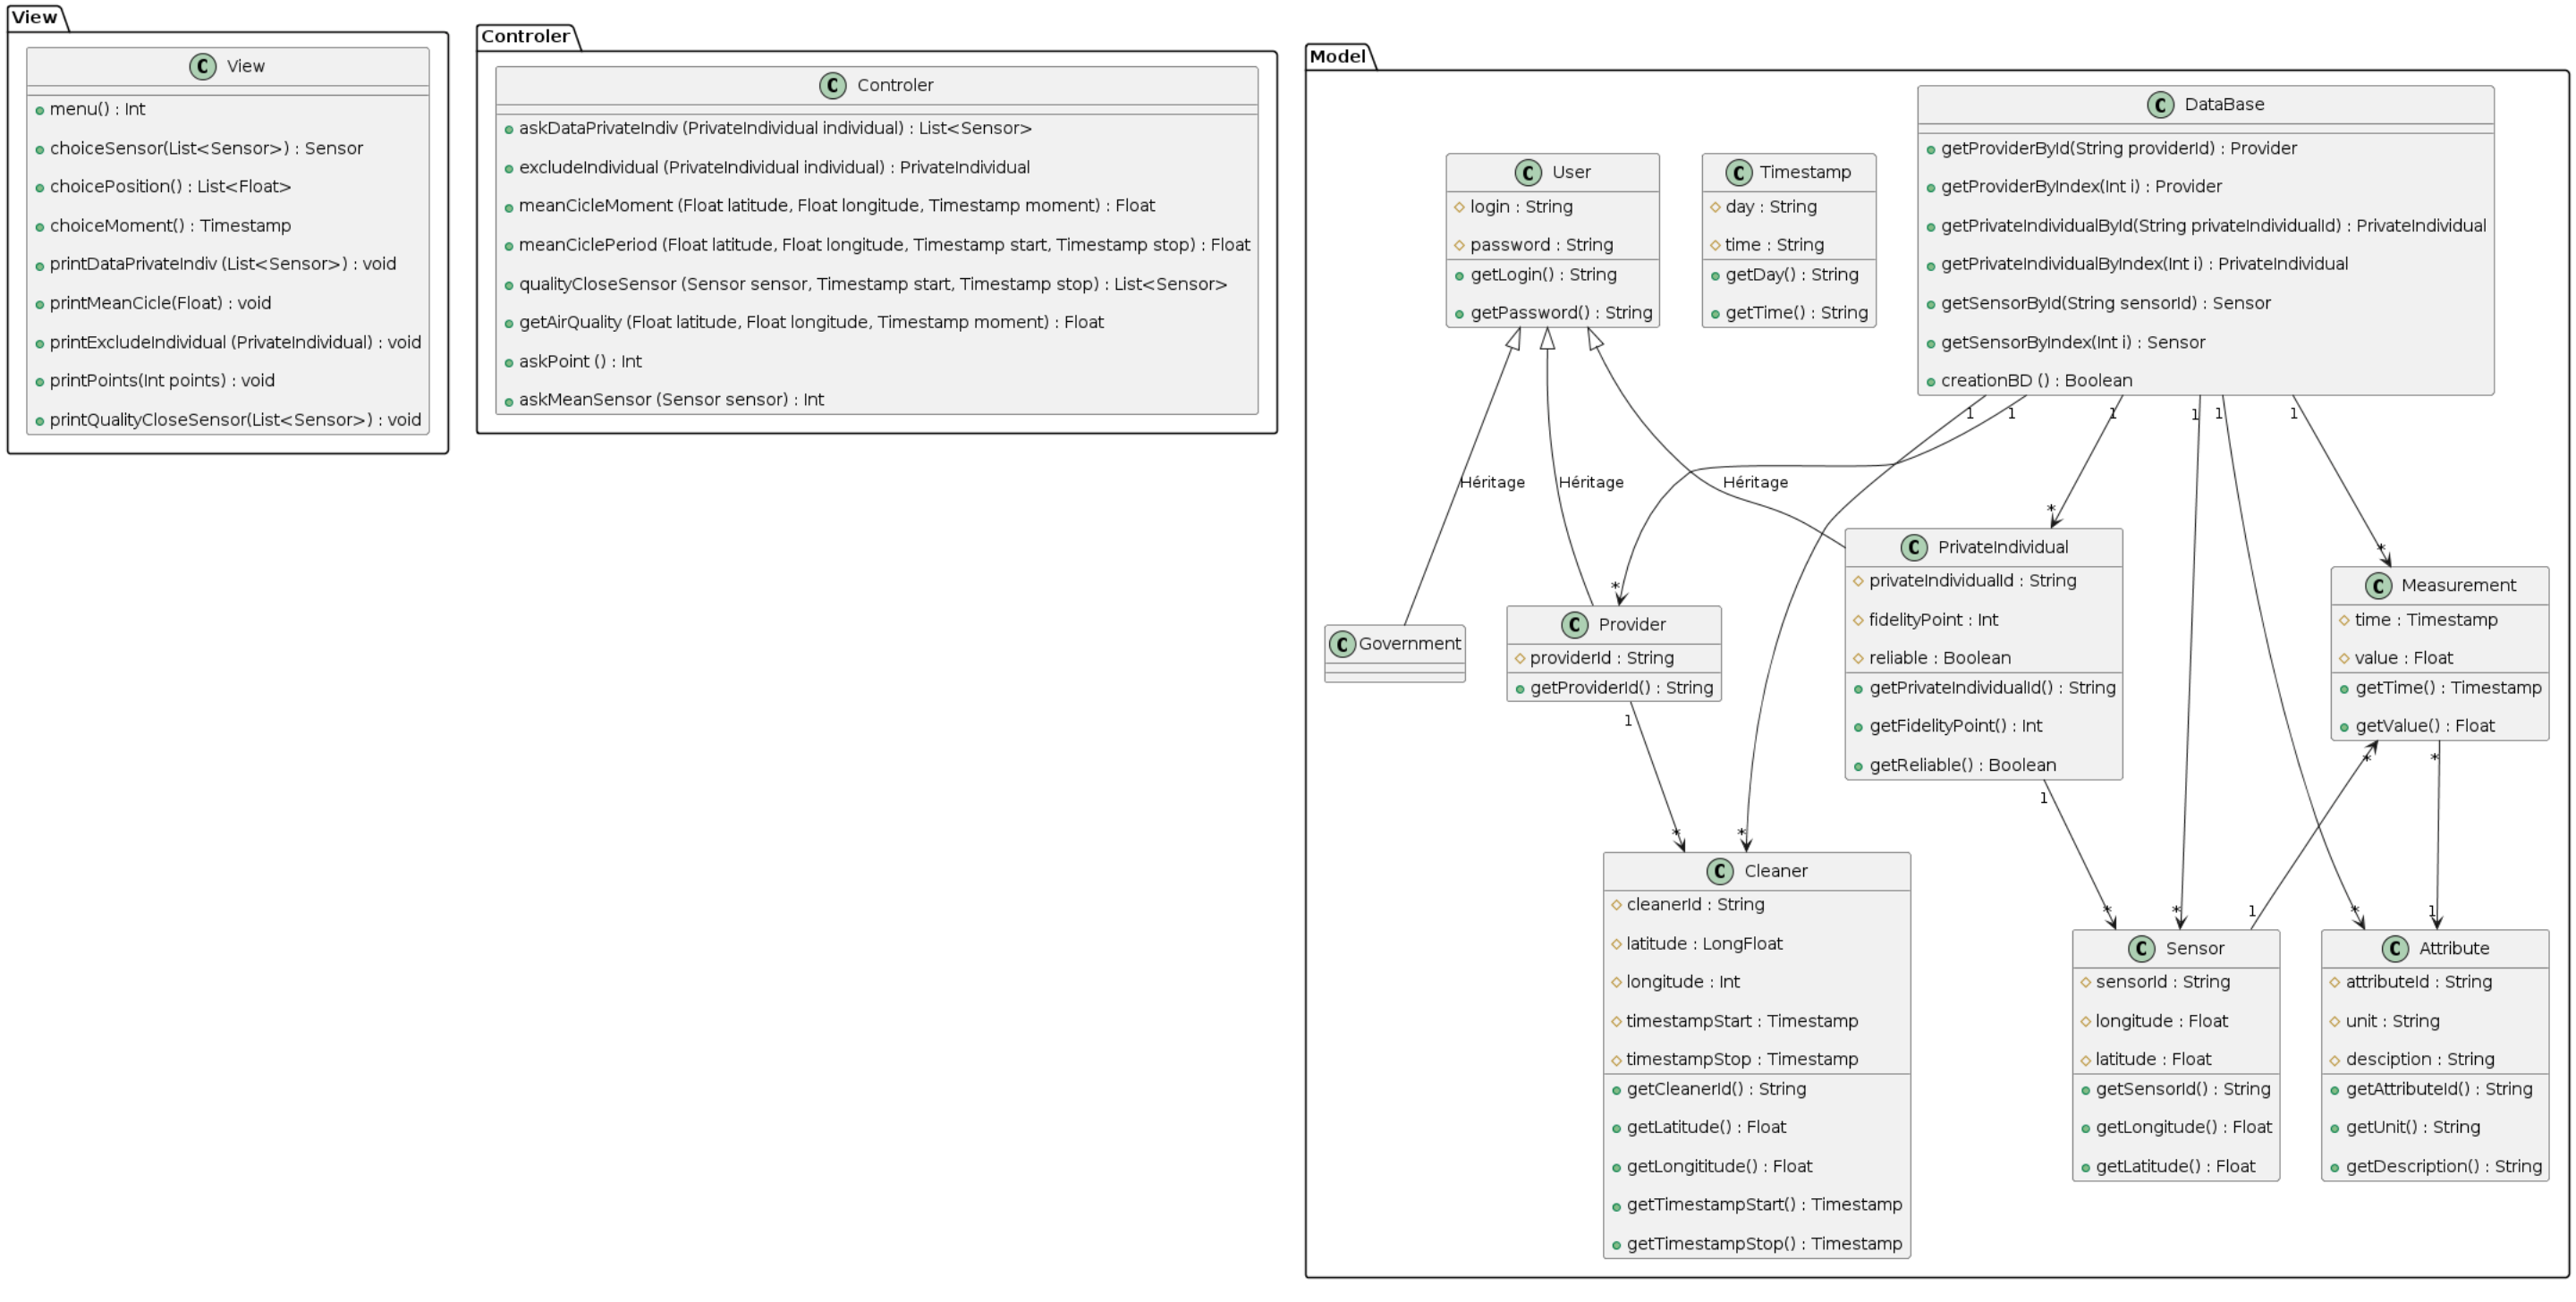 View
C View
menu() : Int
choiceSensor(List<Sensor>) : Sensor
choicePosition() : List<Float>
choiceMoment() : Timestamp
printDataPrivateIndiv (List<Sensor>) : void
printMeanCicle(Float) : void
printExcludeIndividual (PrivateIndividual) : void
printPoints(Int points) : void
printQualityCloseSensor(List<Sensor>) : void
Controler
C Controler
askDataPrivateIndiv (PrivateIndividual individual) : List<Sensor>
excludeIndividual (PrivateIndividual individual) : PrivateIndividual
meanCicleMoment (Float latitude, Float longitude, Timestamp moment) : Float
meanCiclePeriod (Float latitude, Float longitude, Timestamp start, Timestamp stop) : Float
qualityCloseSensor (Sensor sensor, Timestamp start, Timestamp stop) : List<Sensor>
getAirQuality (Float latitude, Float longitude, Timestamp moment) : Float
askPoint () : Int
askMeanSensor (Sensor sensor) : Int
Model
C User
login : String
password : String
getLogin() : String
getPassword() : String
C Timestamp
day : String
time : String
getDay() : String
getTime() : String
C DataBase
getProviderById(String providerId) : Provider
getProviderByIndex(Int i) : Provider
getPrivateIndividualById(String privateIndividualId) : PrivateIndividual
getPrivateIndividualByIndex(Int i) : PrivateIndividual
getSensorById(String sensorId) : Sensor
getSensorByIndex(Int i) : Sensor
creationBD () : Boolean
1 1 1 1 1 1
Héritage Héritage Héritage
* * *
C Government
C Provider
providerId : String
getProviderId() : String
1
C PrivateIndividual
privateIndividualId : String
fidelityPoint : Int
reliable : Boolean
getPrivateIndividualId() : String
getFidelityPoint() : Int
getReliable() : Boolean
1
C Measurement
time : Timestamp
value : Float
getTime() : Timestamp
getValue() : Float
* *
* *
C Cleaner
cleanerId : String
latitude : LongFloat
longitude : Int
timestampStart : Timestamp
timestampStop : Timestamp
getCleanerId() : String
getLatitude() : Float
getLongititude() : Float
getTimestampStart() : Timestamp
getTimestampStop() : Timestamp
* * 1 * 1
C Sensor
sensorId : String
longitude : Float
latitude : Float
getSensorId() : String
getLongitude() : Float
getLatitude() : Float
C Attribute
attributeId : String
unit : String
desciption : String
getAttributeId() : String
getUnit() : String
getDescription() : String